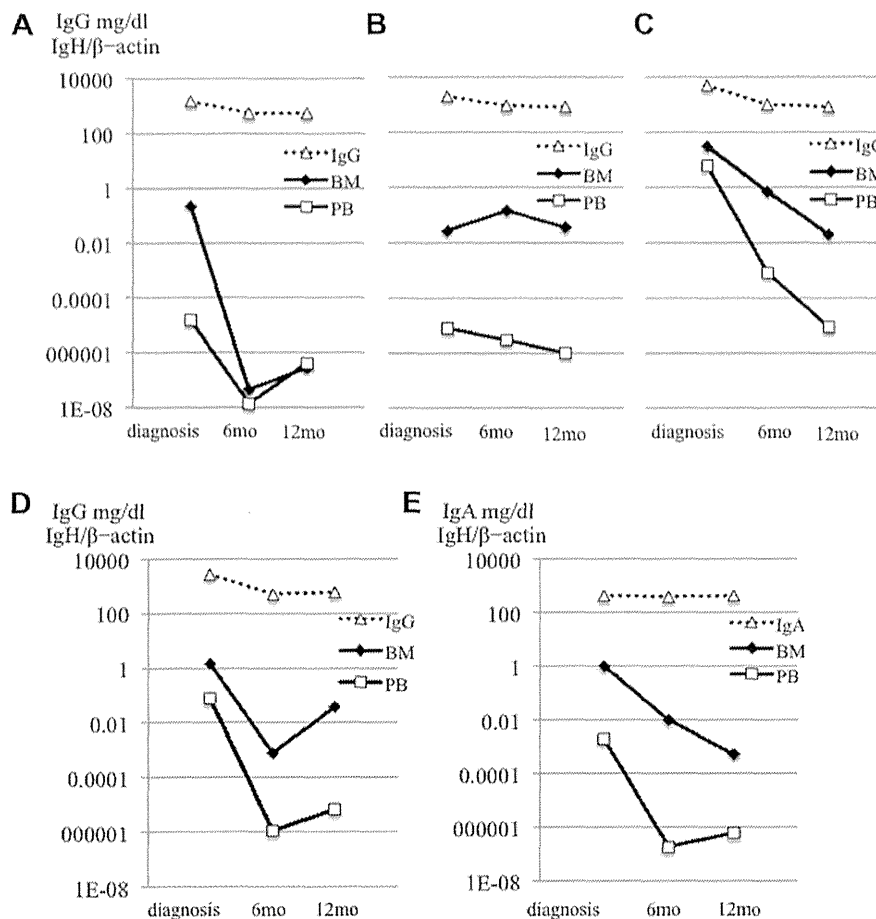 A
IgG mg/dl
IgH/β−actin
10000
100
1
0.01
0.0001
000001
1E-08
IgG
BM
PB
diagnosis 6mo 12mo
B
IgG
BM
PB
diagnosis 6mo 12mo
C
IgG
BM
PB
diagnosis 6mo 12mo
D
IgG mg/dl
IgH/β−actin
10000
100
1
0.01
0.0001
000001
1E-08
IgG
BM
PB
diagnosis 6mo 12mo
E
IgA mg/dl
IgH/β−actin
10000
100
1
0.01
0.0001
000001
1E-08
IgA
BM
PB
diagnosis 6mo 12mo